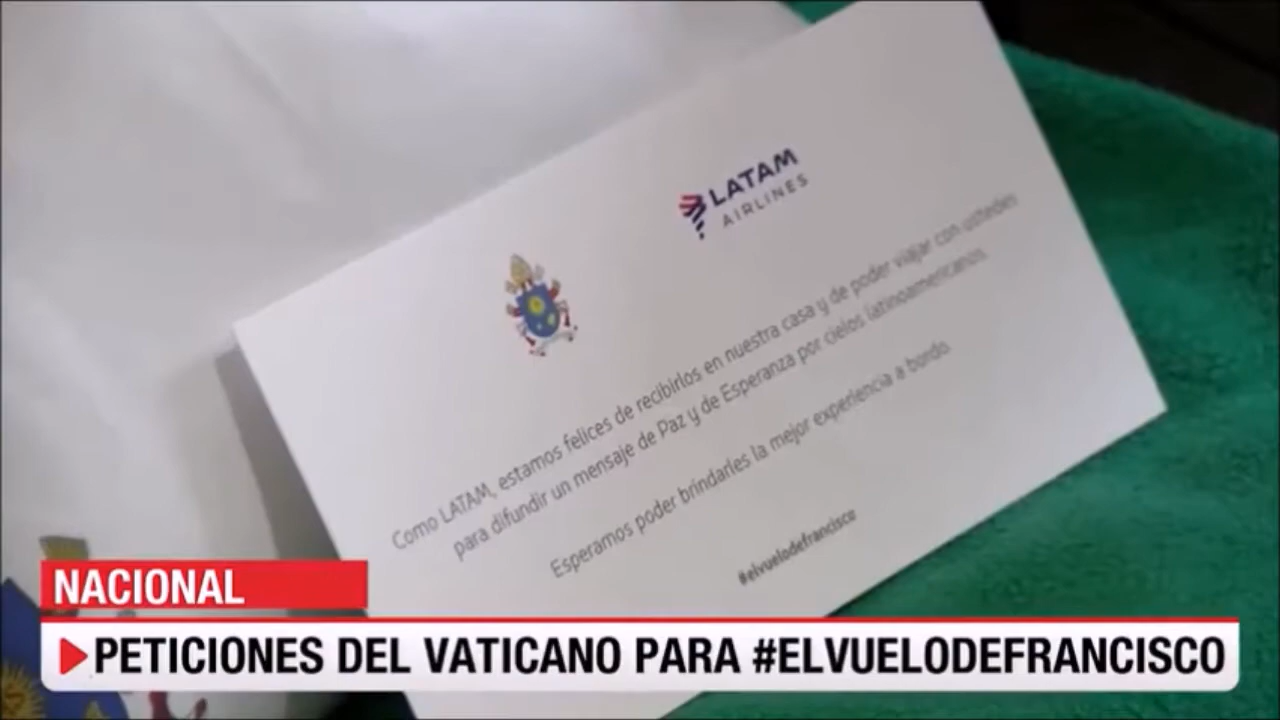 LATAM
AIRLINES
Como LATAM, estamos felices de recibirlos en nuestra casa y de poder viajar con ustedes
para difundir un mensaje de Paz y de Esperanza por cielos latinoamericanos.
Esperamos poder brindarles la mejor experiencia a bordo.
#elvuelodefrancisco
NACIONAL
PETICIONES DEL VATICANO PARA #ELVUELODEFRANCISCO